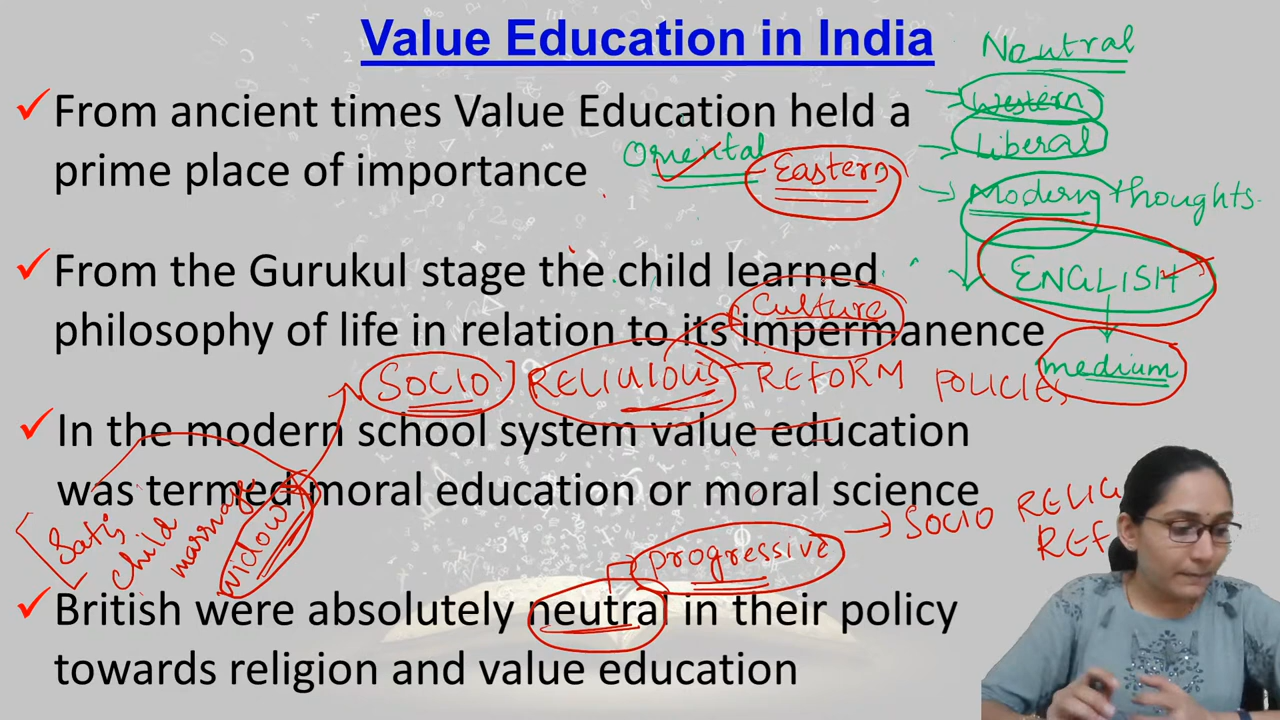 Value Education in India
Neutral
✓ From ancient times Value Education held a
Western
Liberal
prime place of importance
Oriental Eastern
Modern thoughts
✓ From the Gurukul stage the child learned
ENGLISH
Culture
philosophy of life in relation to its impermanence
medium
SOCIO RELIGIOUS REFORM POLICIES
✓ In the modern school system value education
was termed moral education or moral science
Sati
child
marriage
widow
progressive → SOCIO RELIG
REF
✓ British were absolutely neutral in their policy
towards religion and value education